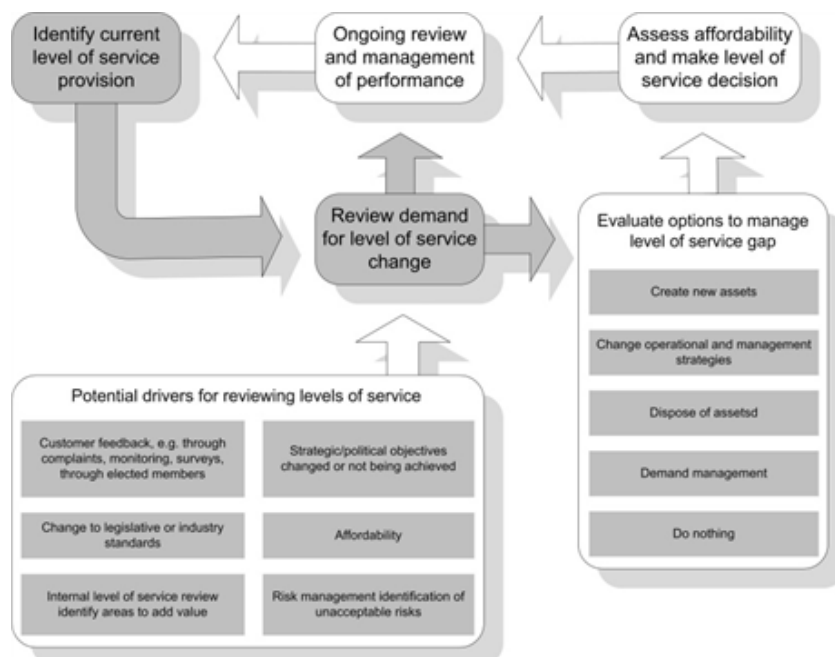 Identify current
level of service
provision
Ongoing review
and management
of performance
Assess affordability
and make level of
service decision
Review demand
for level of service
change
Evaluate options to manage
level of service gap
Create new assets
Change operational and management
strategies
Dispose of assetsd
Demand management
Do nothing
Potential drivers for reviewing levels of service
Customer feedback, e.g. through
complaints, monitoring, surveys,
through elected members
Strategic/political objectives
changed or not being achieved
Change to legislative or industry
standards
Affordability
Internal level of service review
identify areas to add value
Risk management identification of
unacceptable risks